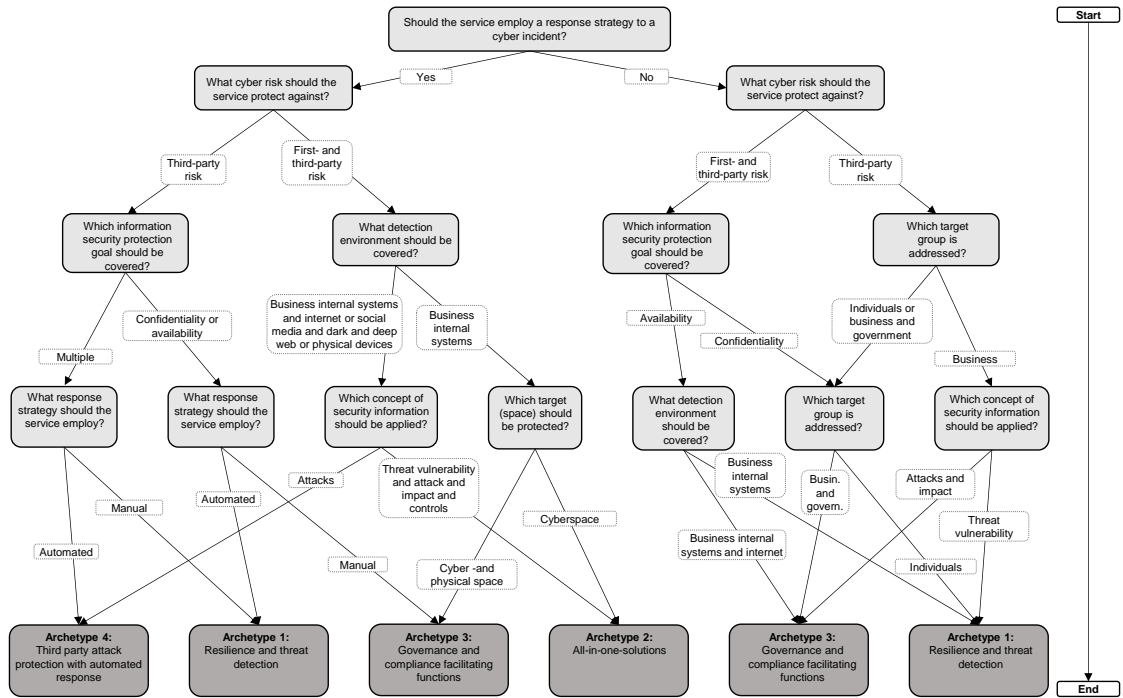 Should the service employ a response strategy to a
cyber incident?
Start
Yes
No
What cyber risk should the
service protect against?
What cyber risk should the
service protect against?
Third-party
risk
First- and
third-party
risk
First- and
third-party risk
Third-party
risk
Which information
security protection
goal should be
covered?
What detection
environment should be
covered?
Which information
security protection
goal should be
covered?
Which target
group is
addressed?
Multiple
Confidentiality or
availability
Business internal systems
and internet or social
media and dark and deep
web or physical devices
Business
internal
systems
Availability
Confidentiality
Individuals or
business and
government
Business
What response
strategy should the
service employ?
What response
strategy should the
service employ?
Which concept of
security information
should be applied?
Which target
(space) should
be protected?
What detection
environment
should be
covered?
Which target
group is
addressed?
Which concept of
security information
should be applied?
Automated
Manual
Automated
Manual
Attacks
Threat vulnerability
and attack and
impact and
controls
Cyber -and
physical space
Cyberspace
Business internal
systems and internet
Business
internal
systems
Busin.
and
govern.
Individuals
Attacks and
impact
Threat
vulnerability
Archetype 4:
Third party attack
protection with automated
response
Archetype 1:
Resilience and threat
detection
Archetype 3:
Governance and
compliance facilitating
functions
Archetype 2:
All-in-one-solutions
Archetype 3:
Governance and
compliance facilitating
functions
Archetype 1:
Resilience and threat
detection
End